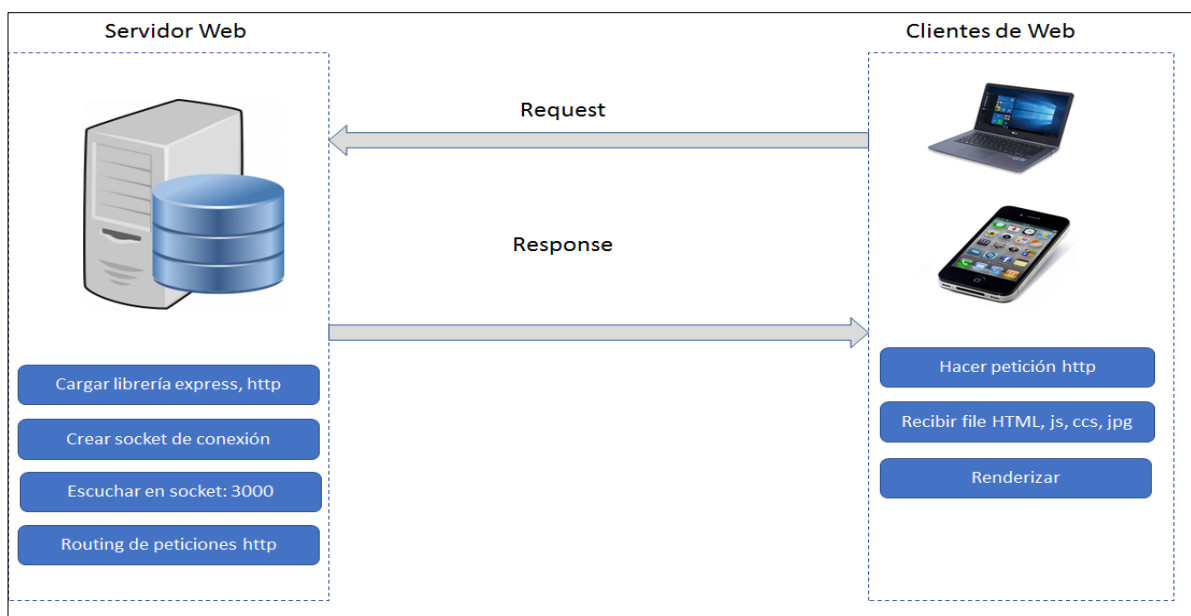 Servidor Web
Clientes de Web
Request
Response
Cargar librería express, http
Crear socket de conexión
Escuchar en socket: 3000
Routing de peticiones http
Hacer petición http
Recibir file HTML, js, ccs, jpg
Renderizar